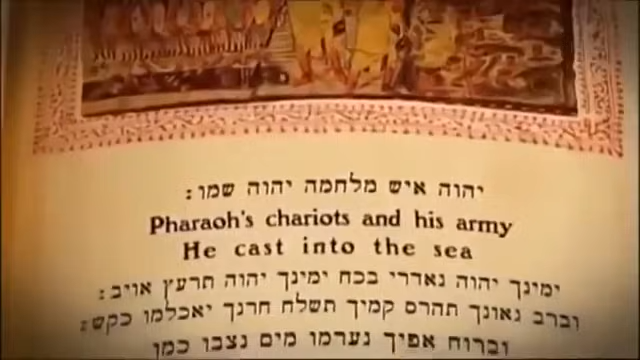 יהוה איש מלחמה יהוה שמו:
Pharaoh's chariots and his army
He cast into the sea
ימינך יהוה נאדרי בכח ימינך יהוה תרעץ אויב:
וברב גאונך תהרס קמיך תשלח חרנך יאכלמו כקש:
וברוח אפיך נערמו מים נצבו כמן